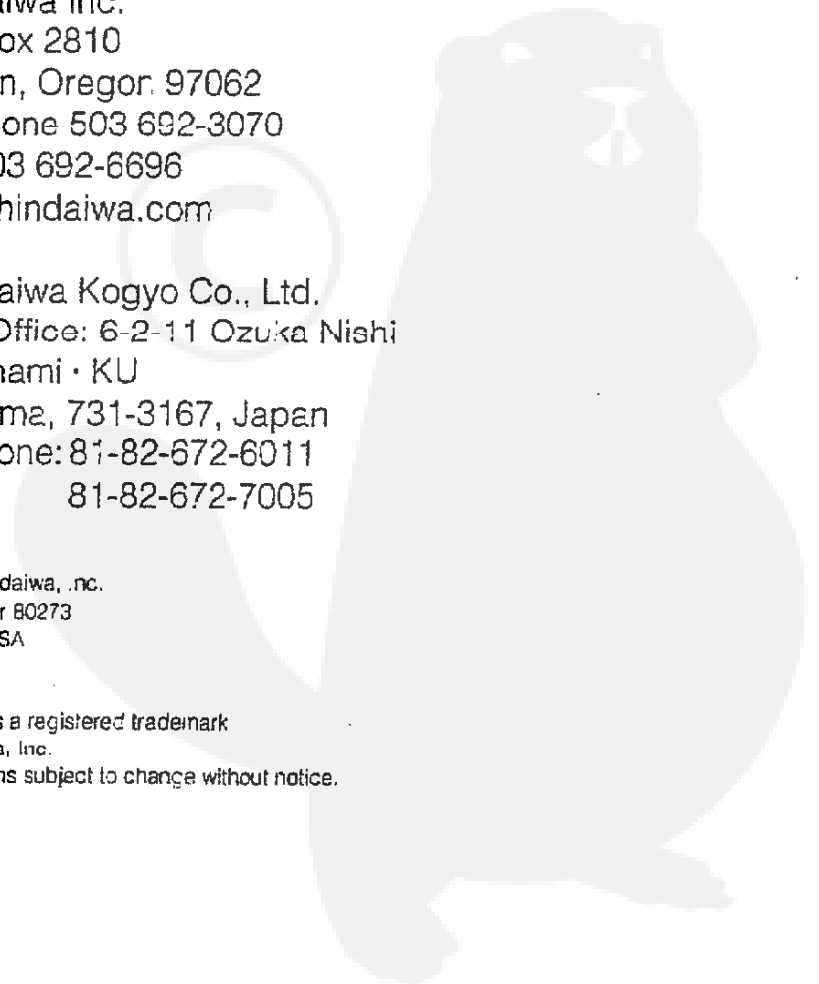 aiwa Inc.
ox 2810
n, Oregon 97062
one 503 692-3070
03 692-6696
hindaiwa.com
aiwa Kogyo Co., Ltd.
Office: 6-2-11 Ozuka Nishi
nami · KU
ma, 731-3167, Japan
one: 81-82-672-6011
81-82-672-7005
daiwa, Inc.
r 80273
SA
s a registered trademark
a, Inc.
ns subject to change without notice.
©